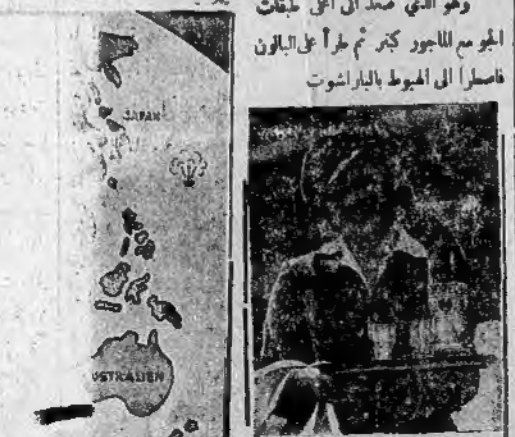 وهو الذي صعد الى اعلى طبقات
الجو مع الماجور كبنر ثم طرأ على البالون
فاضطرا الى الهبوط بالباراشوت
JAPAN
USTRALIEN